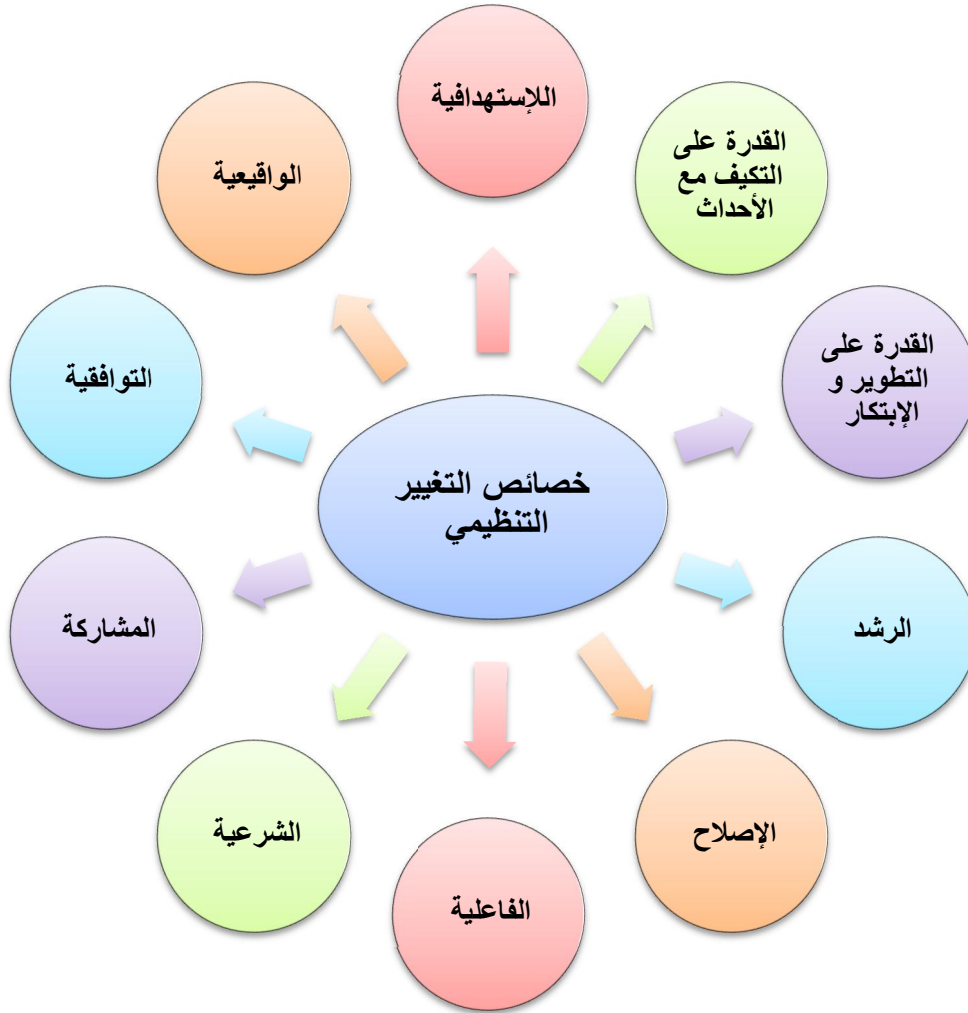 اللإستهدافية
القدرة على
التكيف مع
الأحداث
القدرة على
التطوير و
الإبتكار
الرشد
الإصلاح
الفاعلية
الشرعية
المشاركة
التوافقية
الواقيعية
خصائص التغيير
التنظيمي